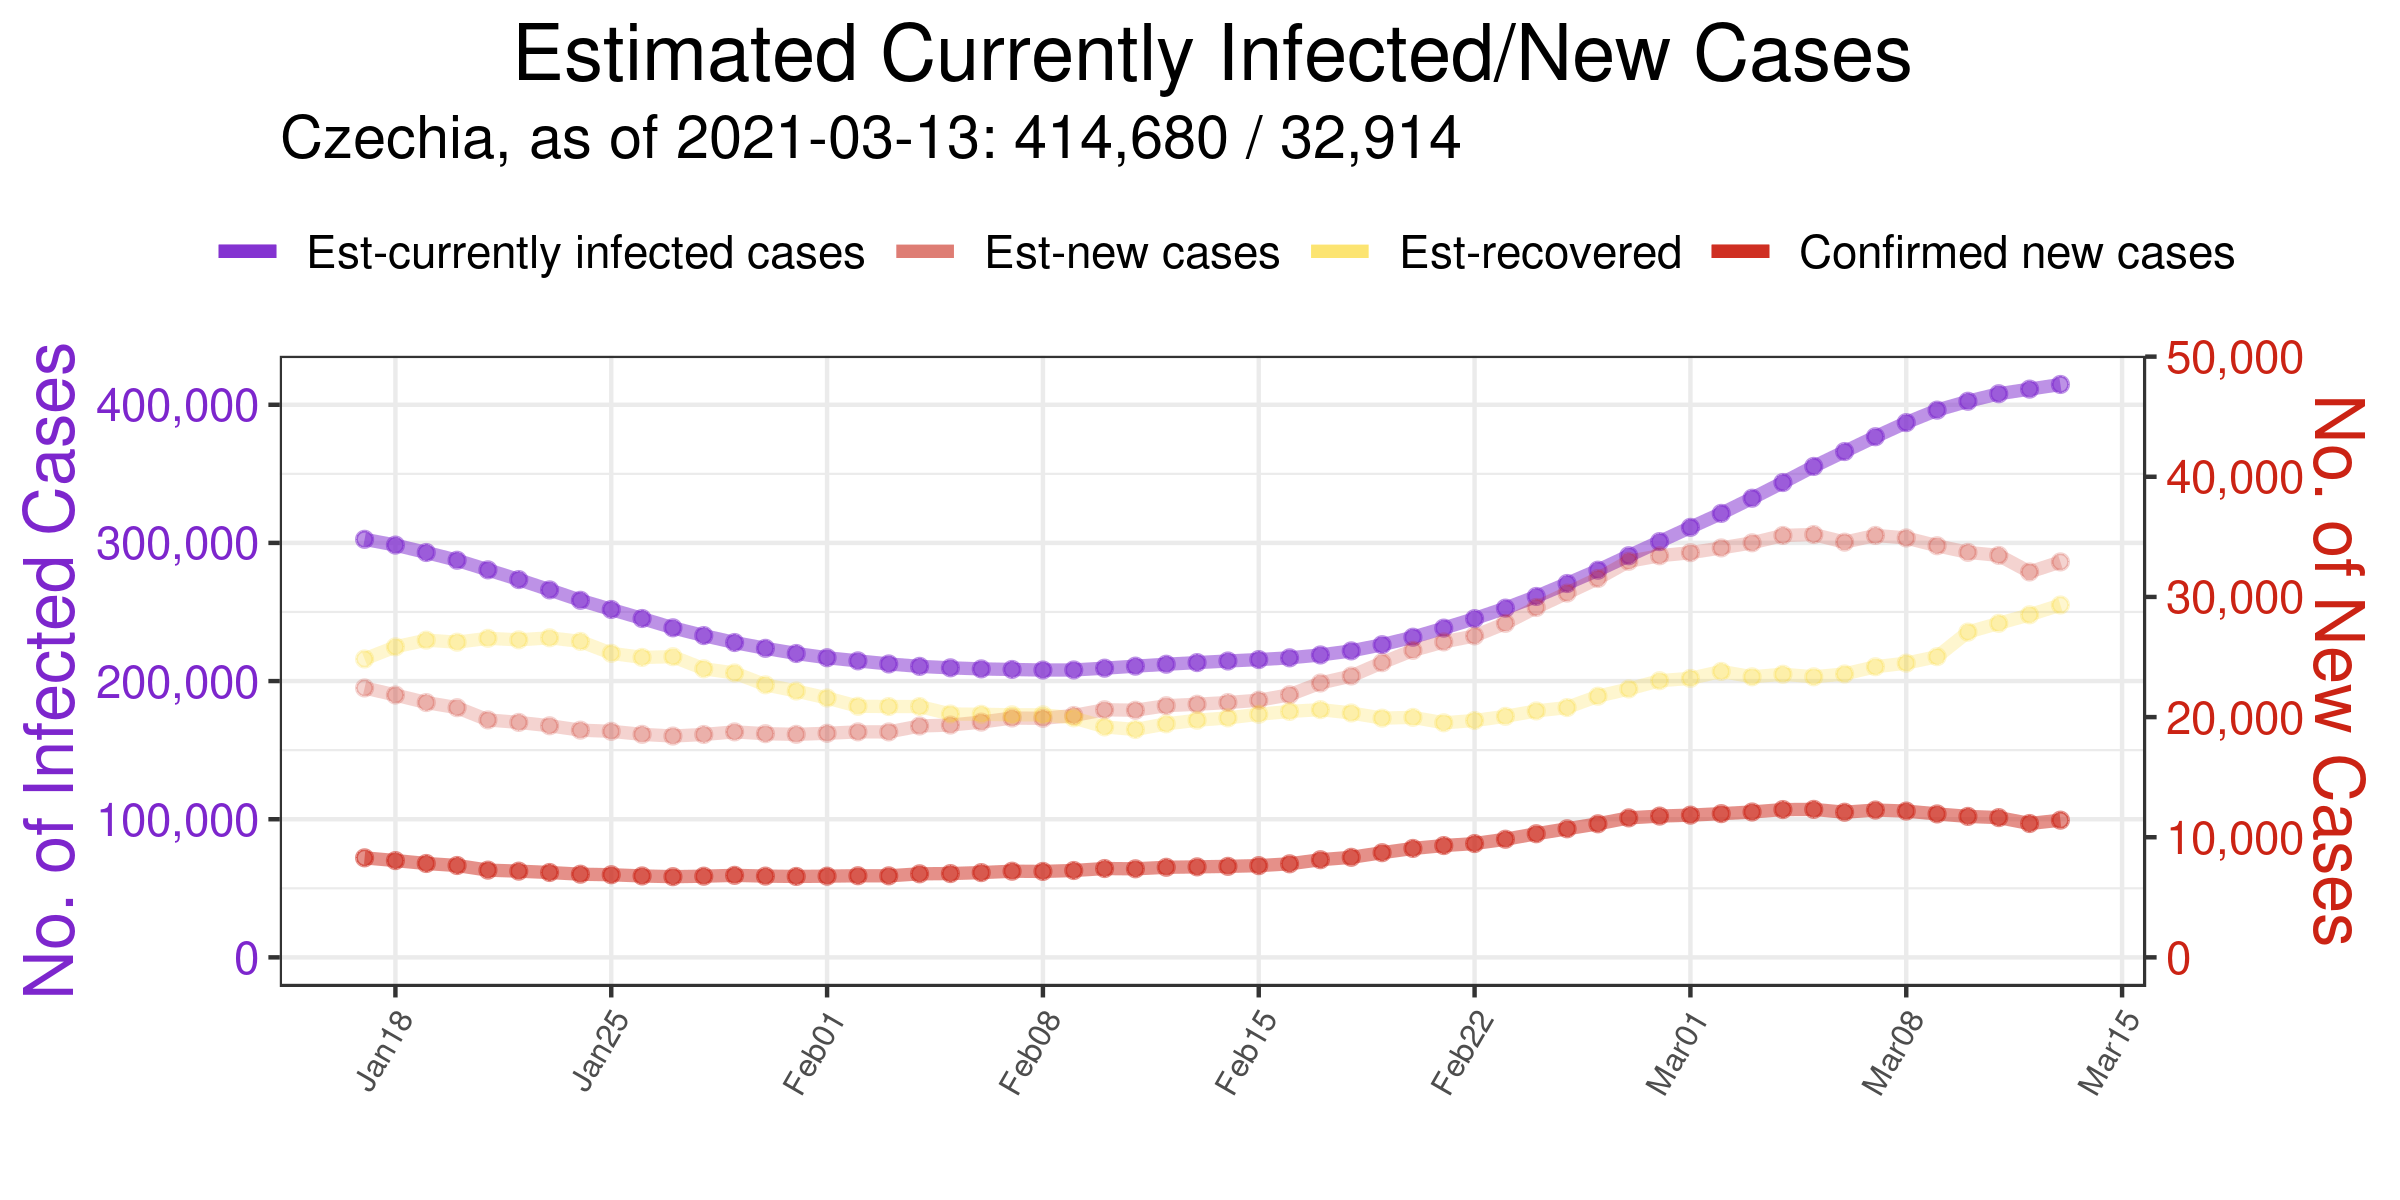 Estimated Currently Infected/New Cases
Czechia, as of 2021-03-13: 414,680 / 32,914
Est-currently infected cases Est-new cases Est-recovered Confirmed new cases
No. of Infected Cases
400,000
300,000
200,000
100,000
0
50,000
40,000
30,000
20,000
10,000
0
No. of New Cases
Jan18 Jan25 Feb01 Feb08 Feb15 Feb22 Mar01 Mar08 Mar15